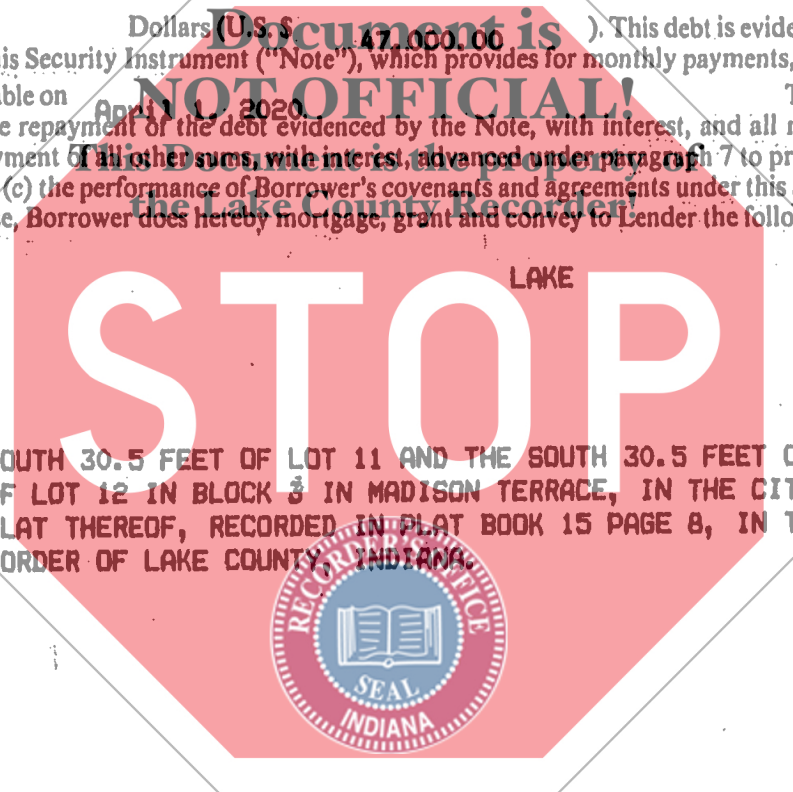 Document is
Dollars (U.S. $ 47,000.00 ). This debt is evide
is Security Instrument ("Note"), which provides for monthly payments,
NOT OFFICIAL!
ble on April 1, 2020 T
e repayment of the debt evidenced by the Note, with interest, and all
This Document is the property of
yment of all other sums, with interest, advanced under paragraph 7 to pr
(c) the performance of Borrower's covenants and agreements under this
the Lake County Recorder!
e, Borrower does hereby mortgage, grant and convey to Lender the follo
LAKE
STOP
OUTH 30.5 FEET OF LOT 11 AND THE SOUTH 30.5 FEET O
F LOT 12 IN BLOCK 3 IN MADISON TERRACE, IN THE CIT
LAT THEREOF, RECORDED IN PLAT BOOK 15 PAGE 8, IN T
ORDER OF LAKE COUNTY, INDIANA.
RECORDER'S OFFICE
SEAL
INDIANA